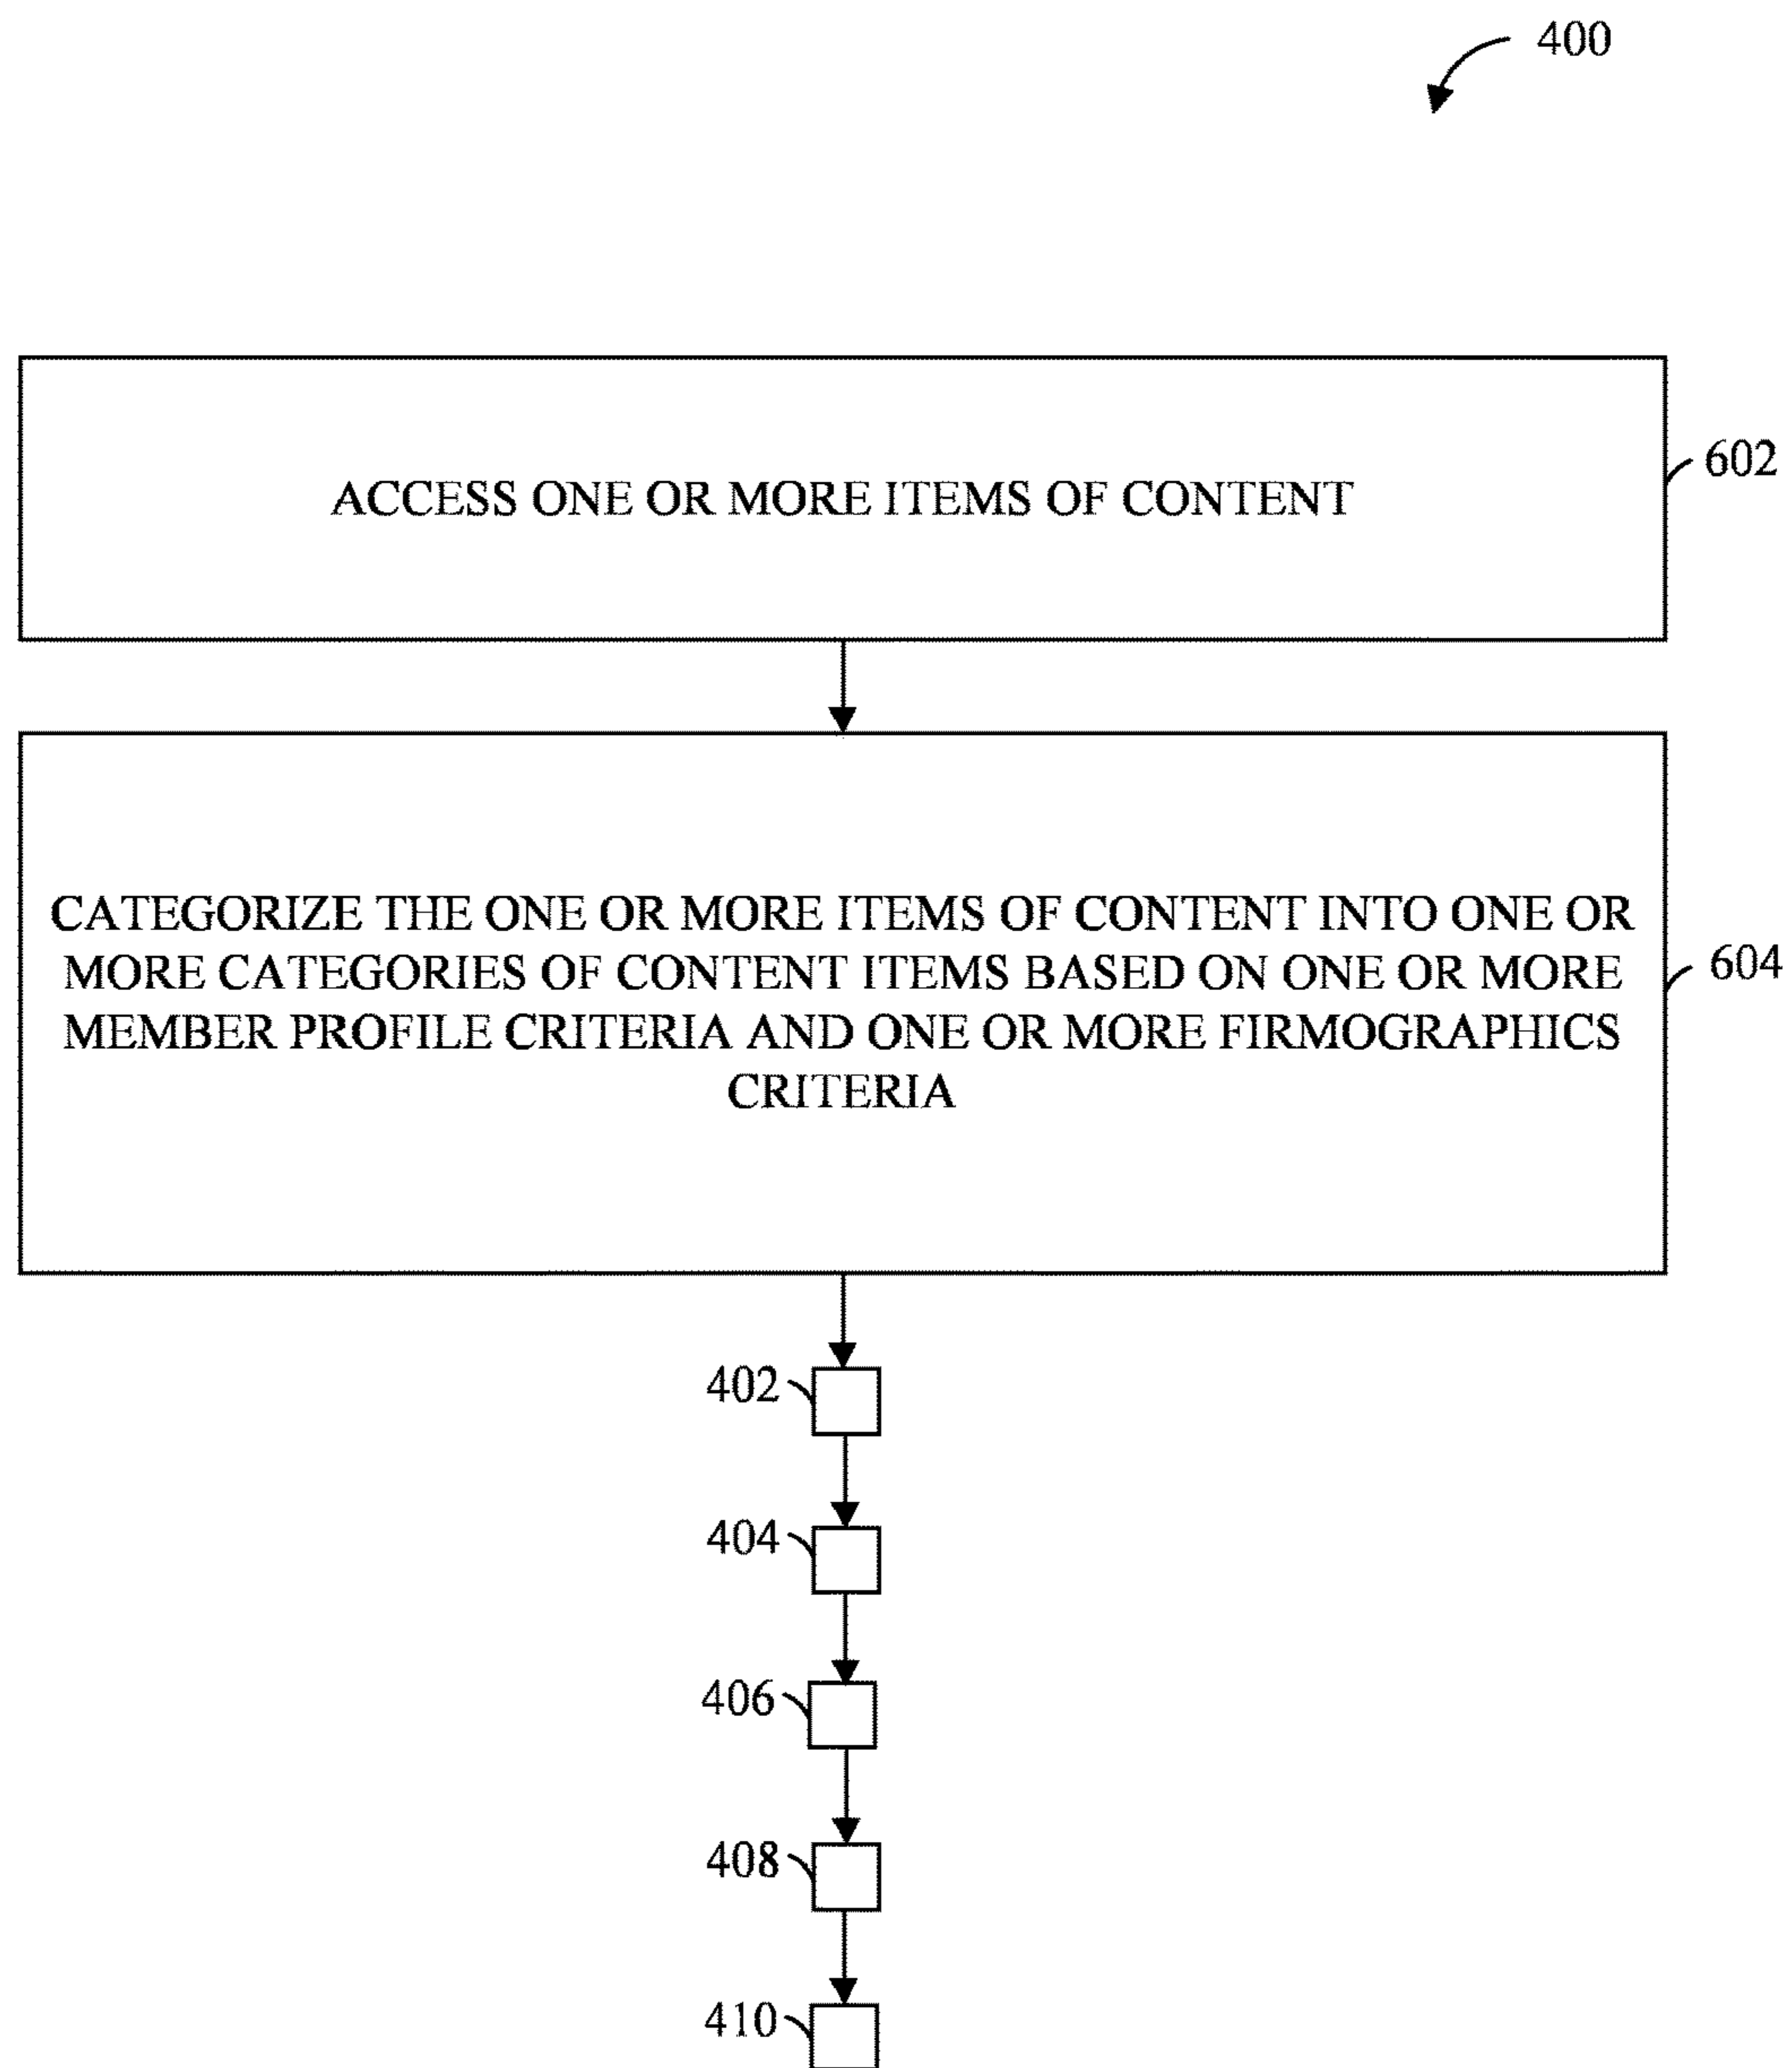 400
ACCESS ONE OR MORE ITEMS OF CONTENT
602
CATEGORIZE THE ONE OR MORE ITEMS OF CONTENT INTO ONE OR
MORE CATEGORIES OF CONTENT ITEMS BASED ON ONE OR MORE
MEMBER PROFILE CRITERIA AND ONE OR MORE FIRMOGRAPHICS
CRITERIA
604
402
404
406
408
410